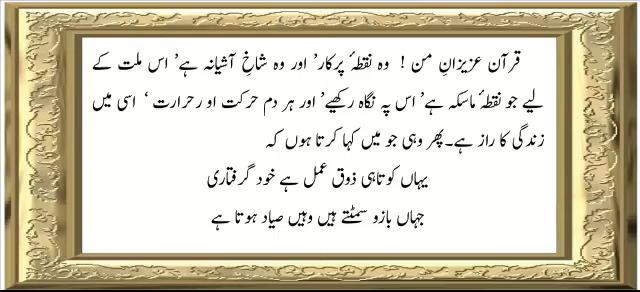 قرآن عزیزانِ من ! وہ نقطۂ پرکار’ اور وہ شاخِ آشیانہ ہے’ اس ملت کے
لیے جو نقطۂ ماسکہ ہے’ اس پہ نگاہ رکھیے’ اور ہر دم حرکت او رحرارت ‘ اسی میں
زندگی کا راز ہے۔پھر وہی جو میں کہا کرتا ہوں کہ
یہاں کوتاہی ذوق عمل ہے خود گرفتاری
جہاں بازو سمٹتے ہیں وہیں صیاد ہوتا ہے